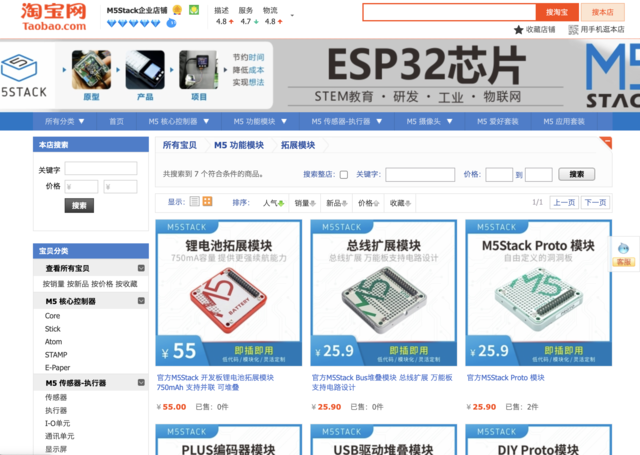 淘宝网
Taobao.com
M5Stack企业店铺
描述 服务 物流
4.8 4.7 4.8
搜淘宝 搜本店
收藏店铺 用手机逛本店
M5STACK
原型 产品 项目
节约时间
降低成本
实现想法
ESP32芯片
STEM教育 · 研发 · 工业 · 物联网
M5
STAC
所有分类 首页 M5 核心控制器 M5 功能模块 M5 传感器-执行器 M5 摄像头 M5 爱好套装 M5 应用套装
本店搜索
关键字
价格 ¥ ¥
搜索
所有宝贝 M5 功能模块 拓展模块
共搜索到 7 个符合条件的商品。 搜索整店: 关键字: 价格: 到 搜索
显示: 排序: 人气 销量 新品 价格 收藏 1/1 上一页 下一页
宝贝分类
查看所有宝贝
按销量 按新品 按价格 按收藏
M5 核心控制器
Core
Stick
Atom
STAMP
E-Paper
M5 传感器-执行器
传感器
执行器
I-O单元
通讯单元
显示屏
M5STACK
锂电池拓展模块
750mA容量 提供更强续航能力
M5
BATTERY
¥ 55
即插即用
低代码 / 模块化 / 灵活定制
官方M5Stack 开发板锂电池拓展模块
750mAh 支持并联 可堆叠
¥ 55.00 已售: 0件
M5STACK
总线扩展模块
总线扩展 万能板支持电路设计
M5
¥ 25.9
即插即用
低代码 / 模块化 / 灵活定制
官方M5Stack Bus堆叠模块 总线扩展 万能板
支持电路设计
¥ 25.90 已售: 0件
M5STACK
M5Stack Proto 模块
自由定义的洞洞板
M5
¥ 25.9
即插即用
低代码 / 模块化 / 灵活定制
官方M5Stack Proto 模块
¥ 25.90 已售: 2件
客服
M5STACK
PLUS编码器模块
M5STACK
USB驱动堆叠模块
M5STACK
DIY Proto模块